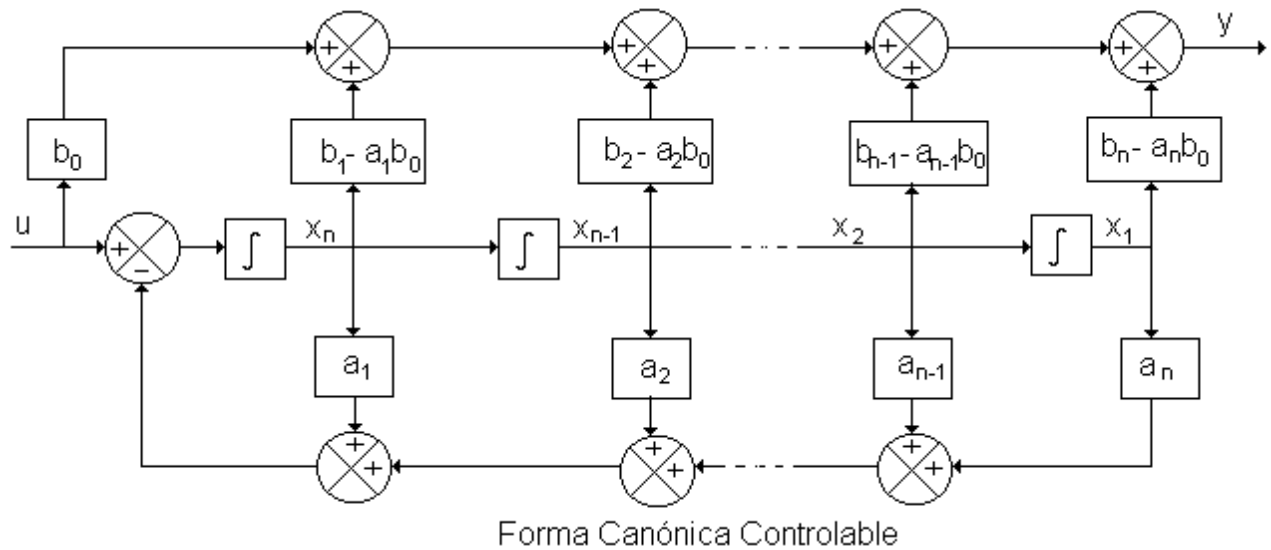 y
b₀
b₁- a₁b₀
b₂- a₂b₀
bₙ₋₁- aₙ₋₁b₀
bₙ- aₙb₀
u
∫
xₙ
∫
xₙ₋₁
x₂
∫
x₁
a₁
a₂
aₙ₋₁
aₙ
Forma Canónica Controlable